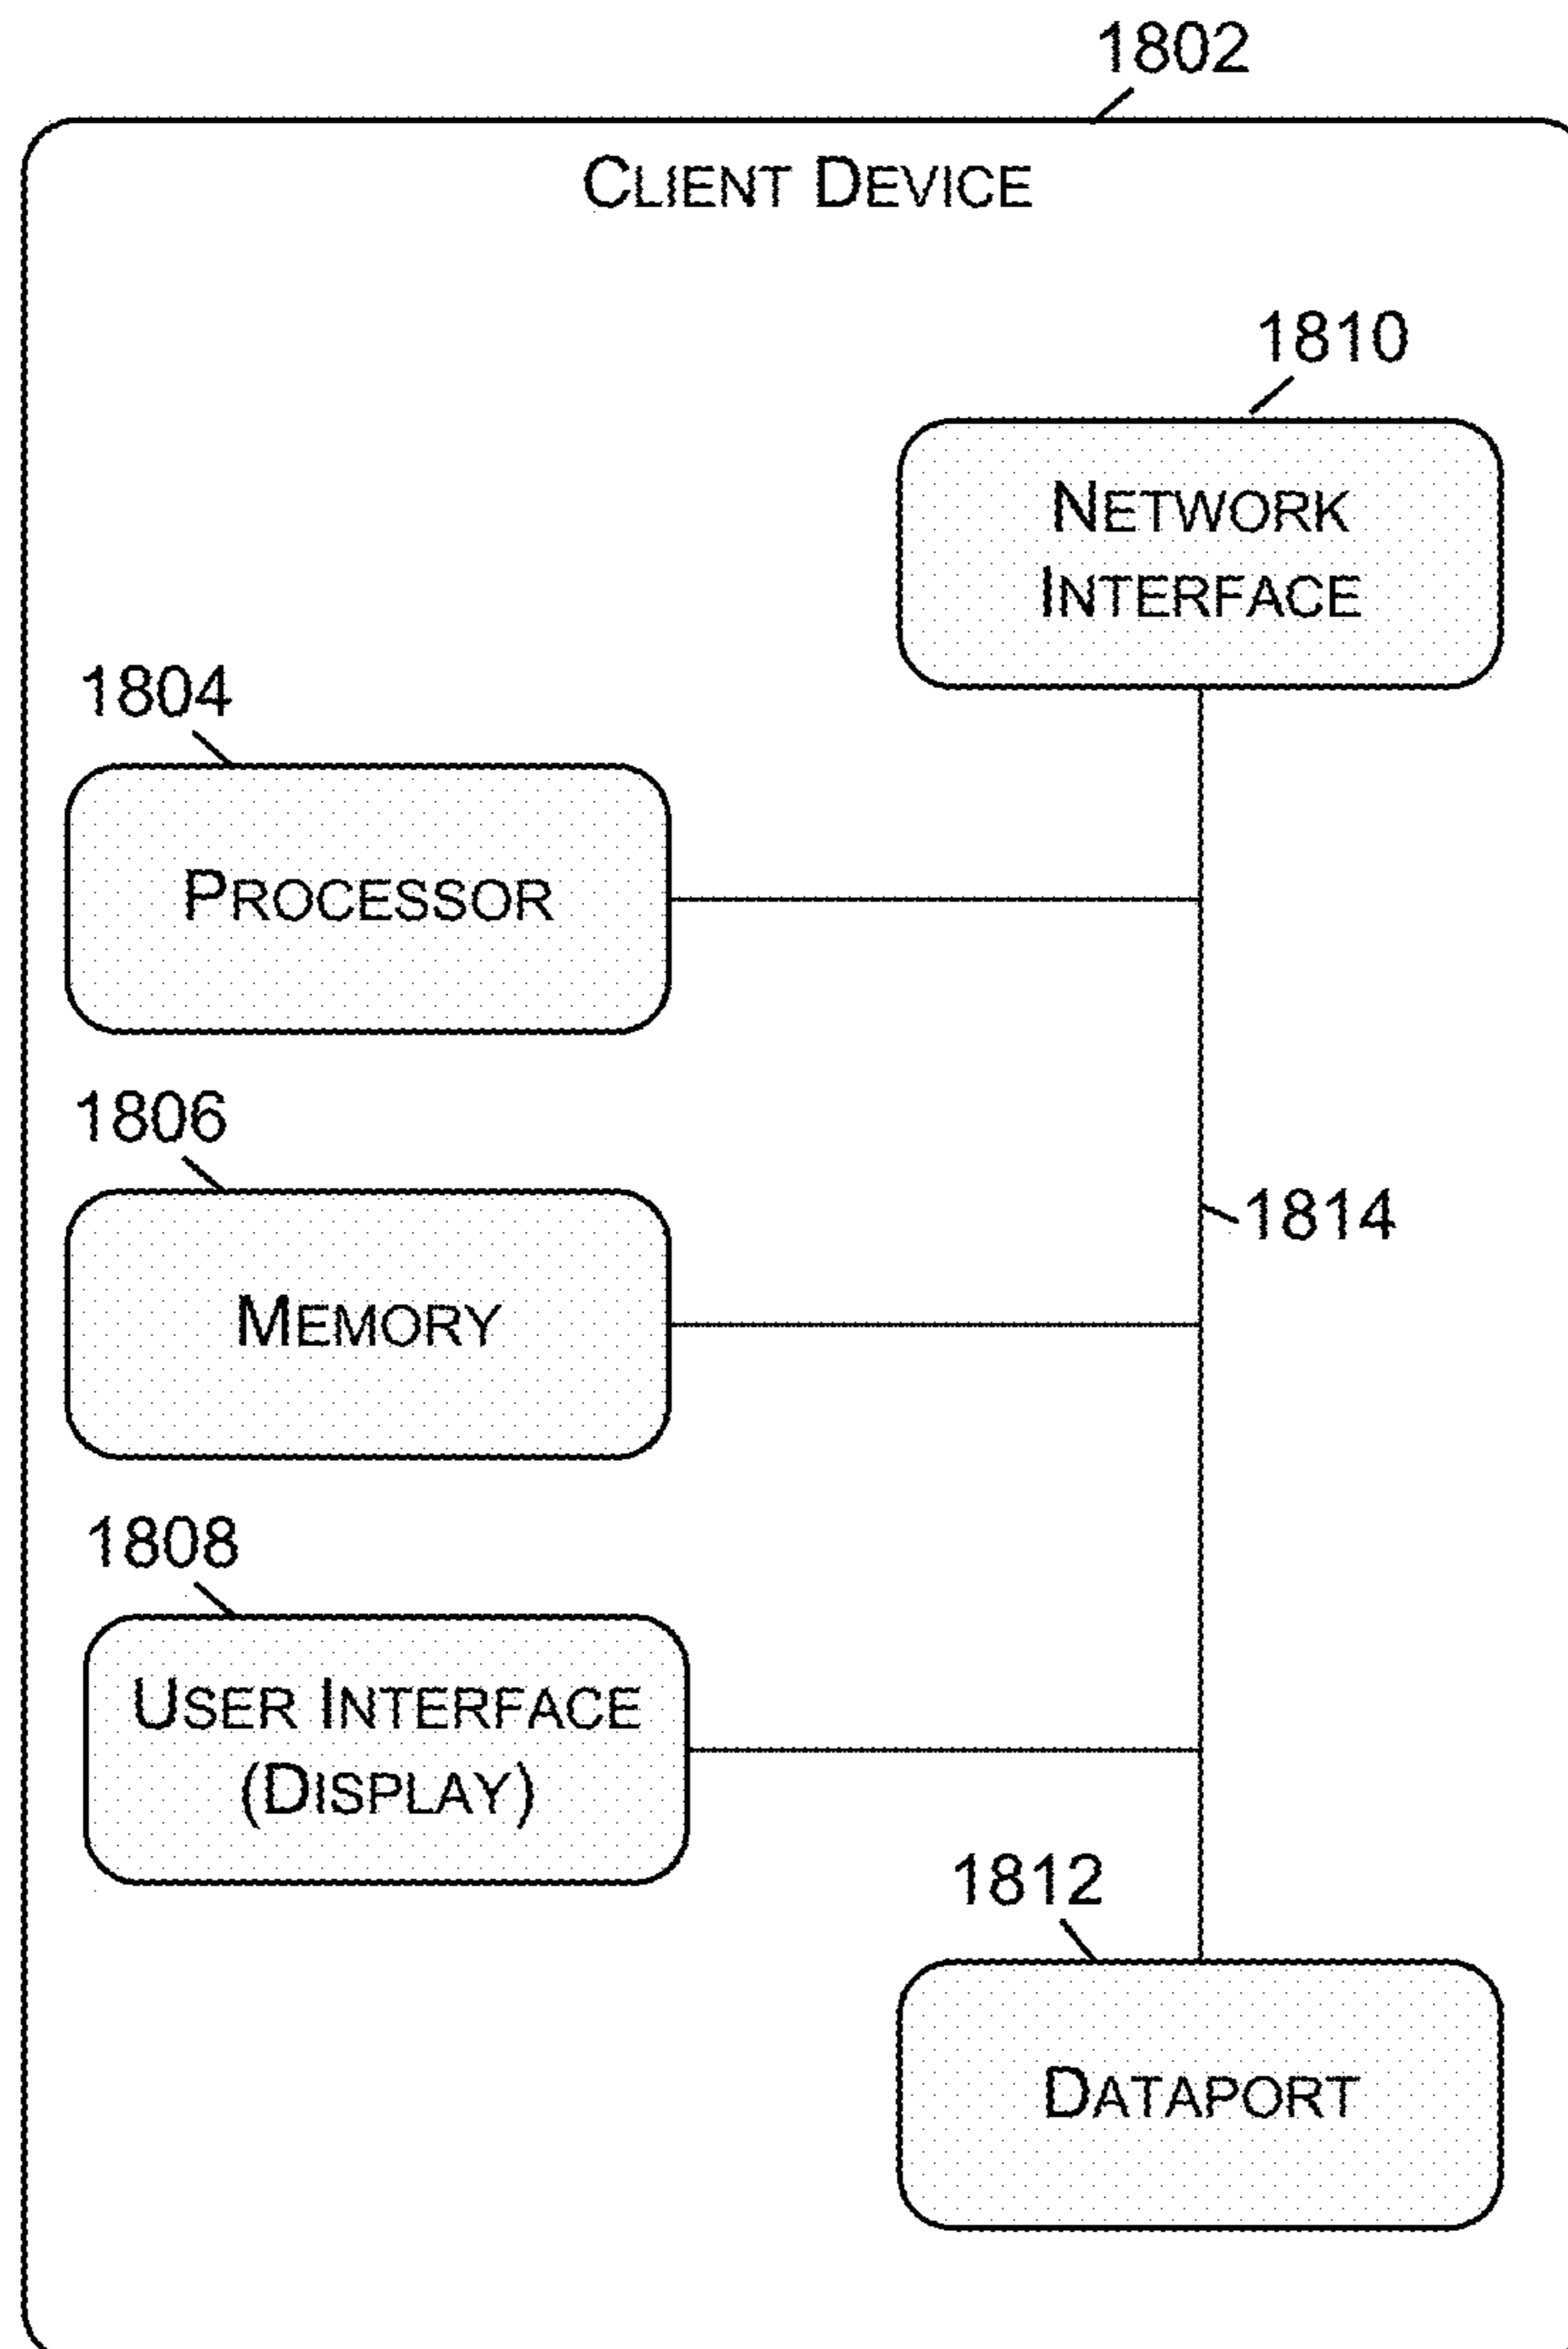 1802
CLIENT DEVICE
1810
NETWORK
INTERFACE
1804
PROCESSOR
1806
1814
MEMORY
1808
USER INTERFACE
(DISPLAY)
1812
DATAPORT